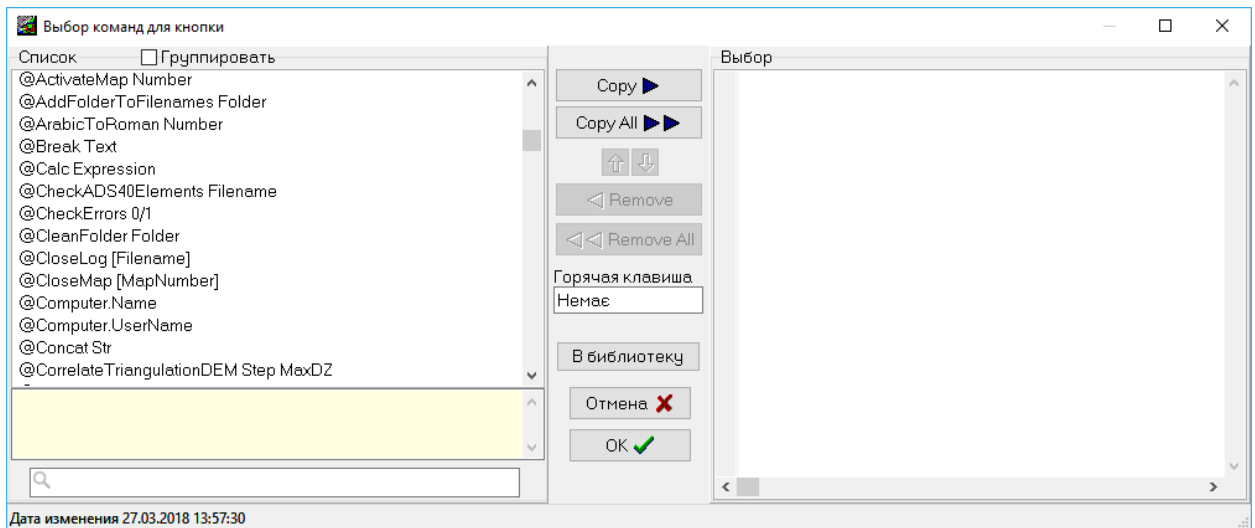 Выбор команд для кнопки
Список
Группировать
@ActivateMap Number
@AddFolderToFilenames Folder
@ArabicToRoman Number
@Break Text
@Calc Expression
@CheckADS40Elements Filename
@CheckErrors 0/1
@CleanFolder Folder
@CloseLog [Filename]
@CloseMap [MapNumber]
@Computer.Name
@Computer.UserName
@Concat Str
@CorrelateTriangulationDEM Step MaxDZ
Copy
Copy All
Remove
Remove All
Горячая клавиша
Немає
В библиотеку
Отмена
OK
Выбор
Дата изменения 27.03.2018 13:57:30